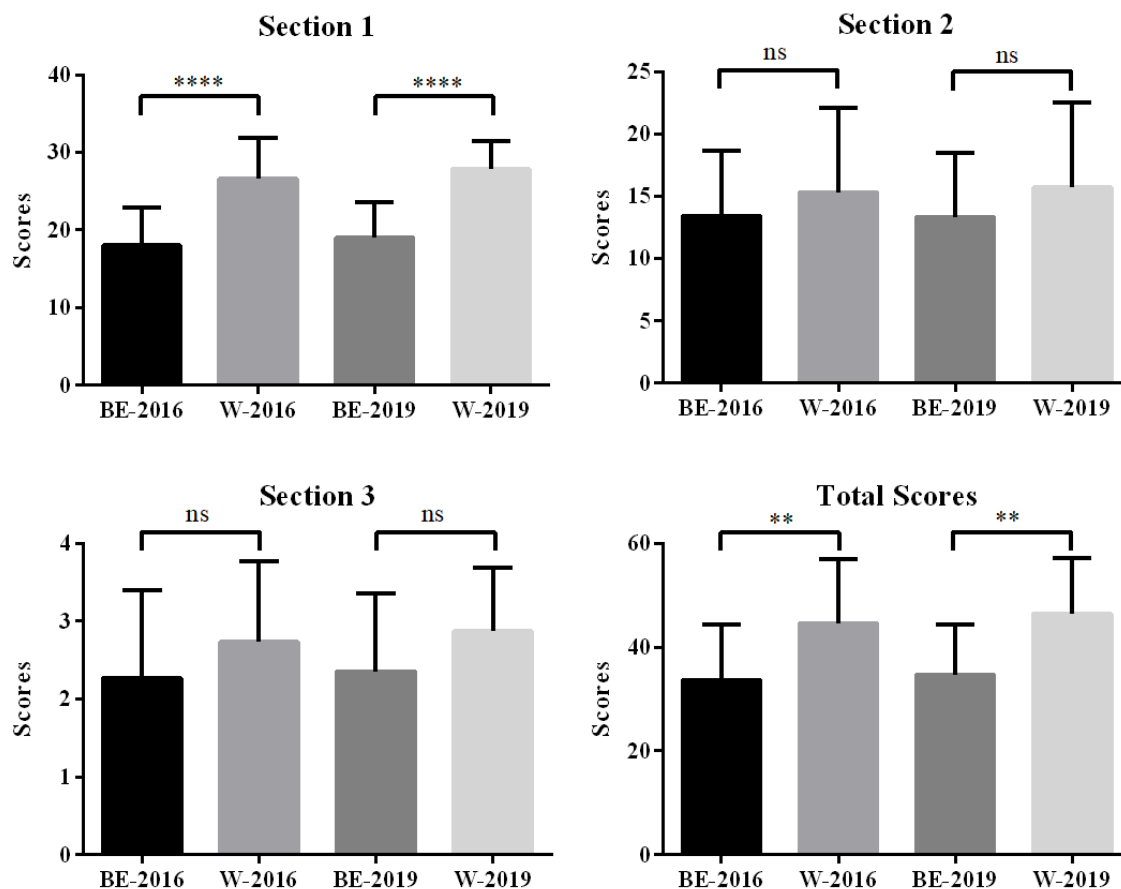 Section 1
****
****
40
30
20
10
0
Scores
BE-2016 W-2016 BE-2019 W-2019
Section 2
ns
ns
25
20
15
10
5
0
Scores
BE-2016 W-2016 BE-2019 W-2019
Section 3
ns
ns
4
3
2
1
0
Scores
BE-2016 W-2016 BE-2019 W-2019
Total Scores
**
**
60
40
20
0
Scores
BE-2016 W-2016 BE-2019 W-2019